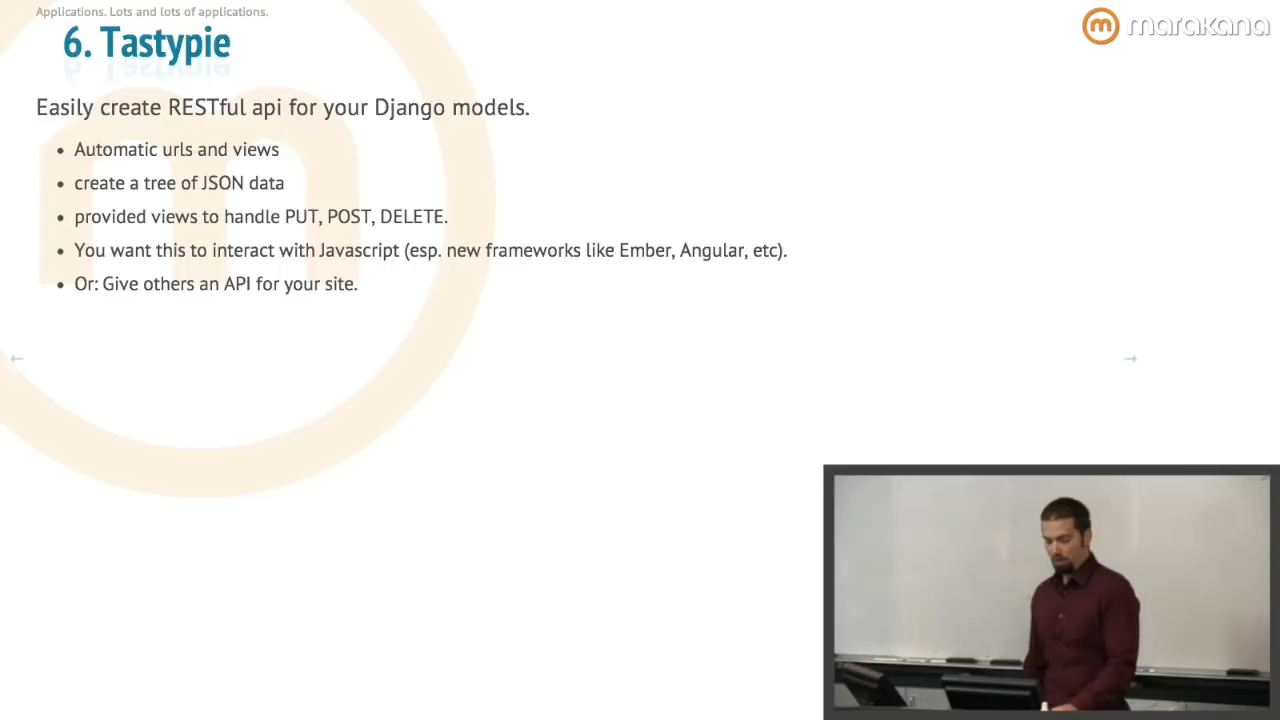 Applications. Lots and lots of applications.
6. Tastypie
marakana
Easily create RESTful api for your Django models.
Automatic urls and views
create a tree of JSON data
provided views to handle PUT, POST, DELETE.
You want this to interact with Javascript (esp. new frameworks like Ember, Angular, etc).
Or: Give others an API for your site.